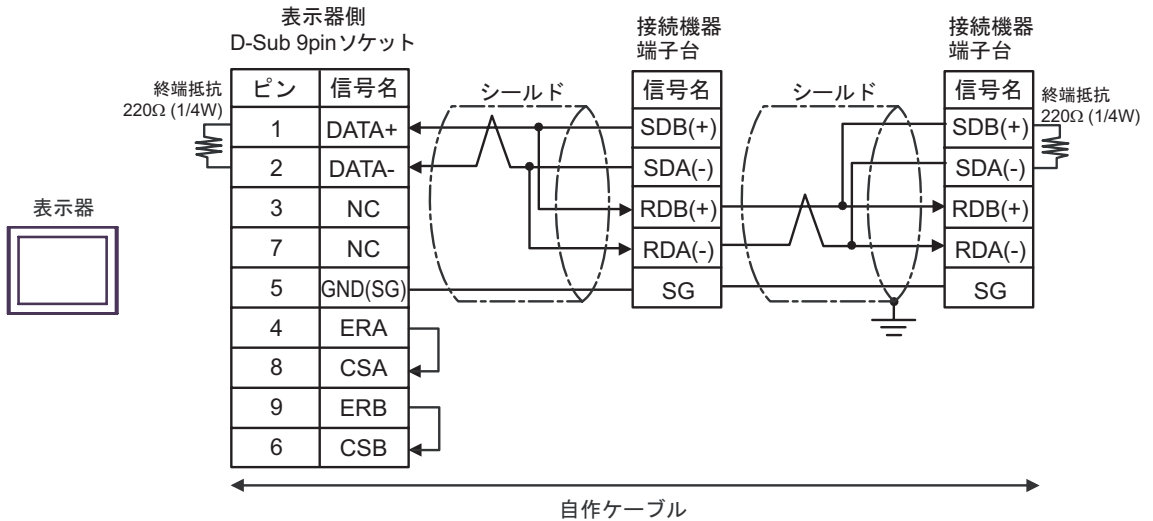 表示器側
D-Sub 9pinソケット
接続機器
端子台
接続機器
端子台
終端抵抗
220Ω (1/4W)
ピン 信号名
シールド
信号名
シールド
信号名
終端抵抗
220Ω (1/4W)
1 DATA+ SDB(+) SDB(+)
2 DATA- SDA(-) SDA(-)
表示器
3 NC RDB(+) RDB(+)
7 NC RDA(-) RDA(-)
5 GND(SG) SG SG
4 ERA
8 CSA
9 ERB
6 CSB
自作ケーブル